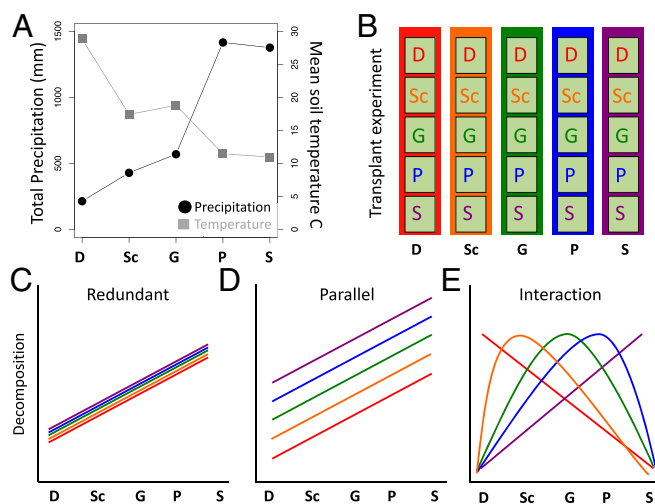 A
Total Precipitation (mm)
1500
1000
500
0
Mean soil temperature C
30
25
20
15
10
5
0
Precipitation
Temperature
D Sc G P S
B
Transplant experiment
D D D D D
Sc Sc Sc Sc Sc
G G G G G
P P P P P
S S S S S
D Sc G P S
C
Redundant
Decomposition
D Sc G P S
D
Parallel
D Sc G P S
E
Interaction
D Sc G P S